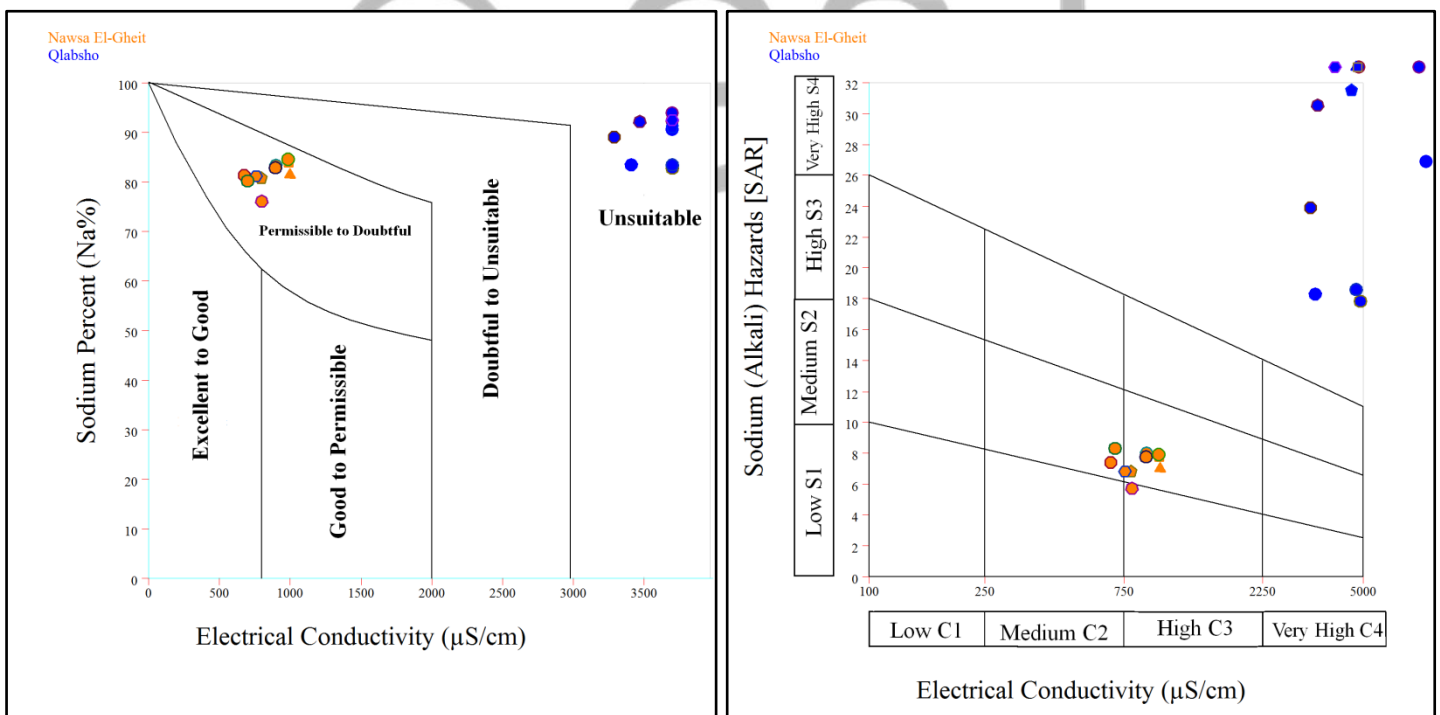 Nawsa El-Gheit
Qlabsho
100
90
80
70
60
50
40
30
20
10
0
Sodium Percent (Na%)
Excellent to Good
Good to Permissible
Permissible to Doubtful
Doubtful to Unsuitable
Unsuitable
0
500
1000
1500
2000
2500
3000
3500
Electrical Conductivity (µS/cm)
Nawsa El-Gheit
Qlabsho
Sodium (Alkali) Hazards [SAR]
Very High S4
High S3
Medium S2
Low S1
32
30
28
26
24
22
20
18
16
14
12
10
8
6
4
2
0
100
250
750
2250
5000
Low C1
Medium C2
High C3
Very High C4
Electrical Conductivity (µS/cm)